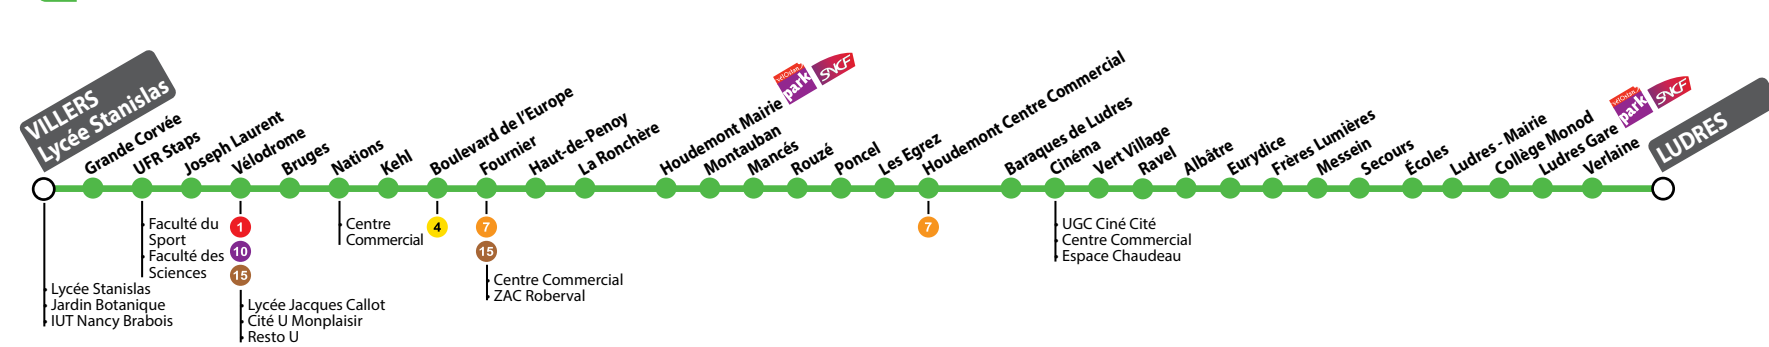 VILLERS
Lycée Stanislas
Grande Corvée
UFR Staps
Joseph Laurent
Vélodrome
Bruges
Nations
Kehl
Boulevard de l'Europe
Fournier
Haut-de-Penoy
La Ronchère
Houdemont Mairie
vélOstan
park
SNCF
Montauban
Mancés
Rouzé
Poncel
Les Egrez
Houdemont Centre Commercial
Baraques de Ludres
Cinéma
Vert Village
Ravel
Albâtre
Eurydice
Frères Lumières
Messein
Secours
Écoles
Ludres - Mairie
Collège Monod
Ludres Gare
vélOstan
park
SNCF
Verlaine
LUDRES
Lycée Stanislas
Jardin Botanique
IUT Nancy Brabois
Faculté du
Sport
Faculté des
Sciences
1
10
15
Lycée Jacques Callot
Cité U Monplaisir
Resto U
Centre
Commercial
4
7
15
Centre Commercial
ZAC Roberval
7
UGC Ciné Cité
Centre Commercial
Espace Chaudeau